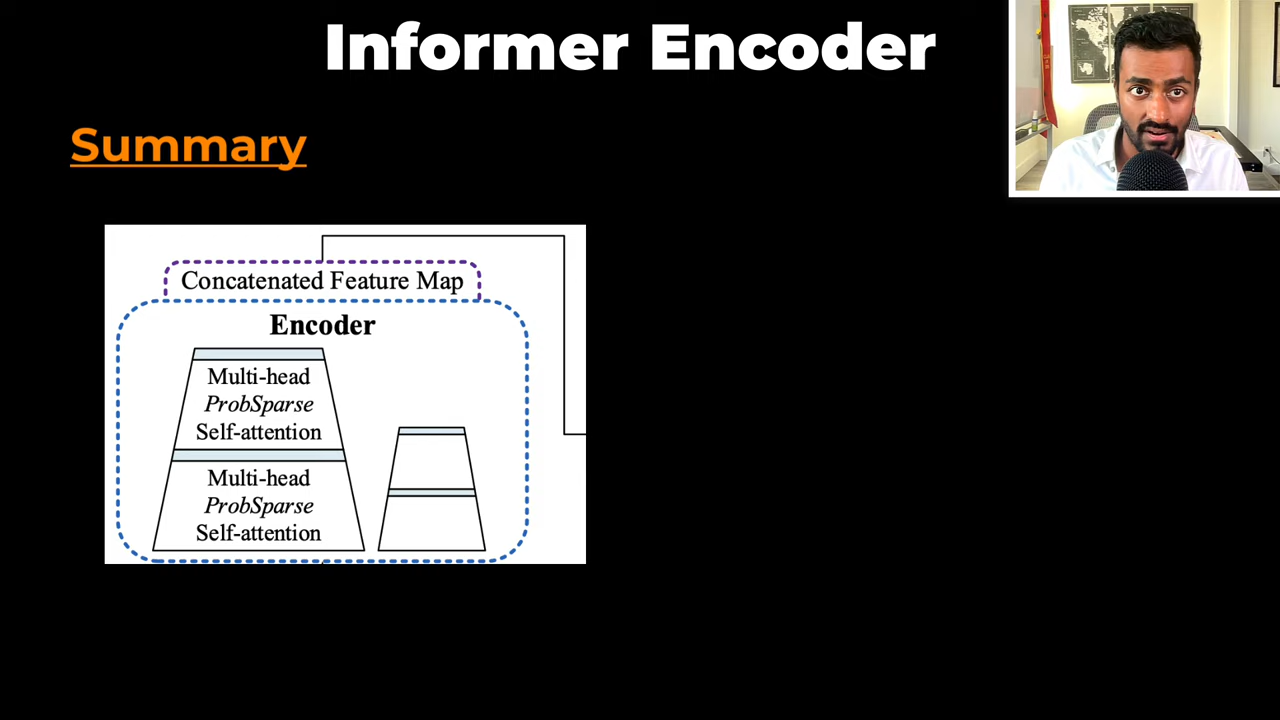 Informer Encoder
Summary
Concatenated Feature Map
Encoder
Multi-head
ProbSparse
Self-attention
Multi-head
ProbSparse
Self-attention